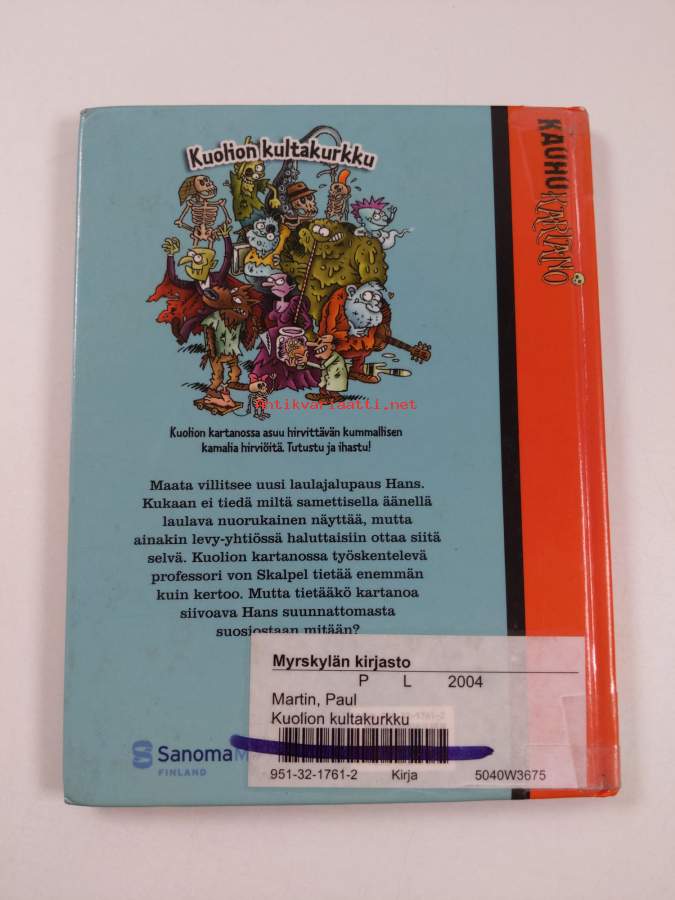 Kuolion kultakurkku
KAUHUKARTANO
Antikvariaatti.net
Kuolion kartanossa asuu hirvittävän kummallisen
kamalia hirviöitä. Tutustu ja ihastu!
Maata villitsee uusi laulajalupaus Hans.
Kukaan ei tiedä miltä samettisella äänellä
laulava nuorukainen näyttää, mutta
ainakin levy-yhtiössä haluttaisiin ottaa siitä
selvä. Kuolion kartanossa työskentelevä
professori von Skalpel tietää enemmän
kuin kertoo. Mutta tietääkö kartanoa
siivoava Hans suunnattomasta
suosiostaan mitään?
Myrskylän kirjasto
P L 2004
Martin, Paul
Kuolion kultakurkku
951-32-1761-2 Kirja 5040W3675
SanomaM
FINLAND